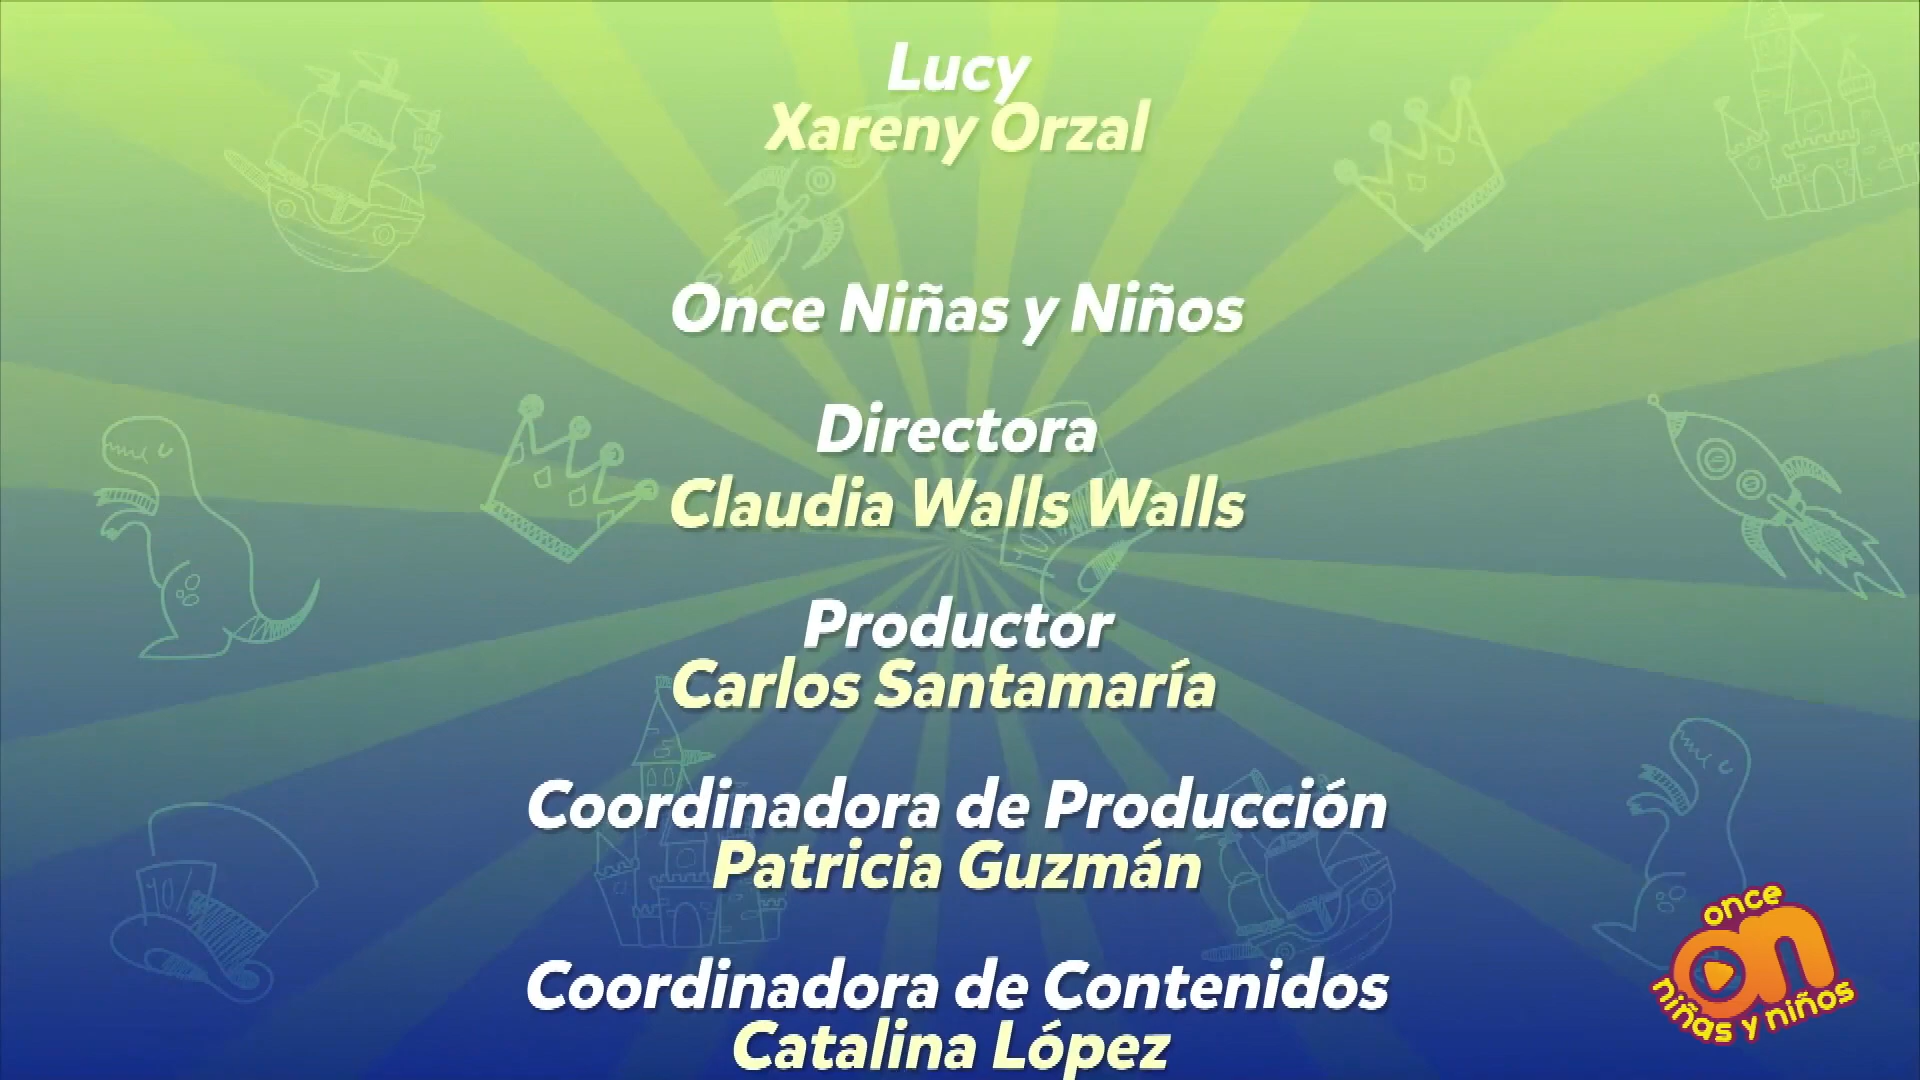 Lucy
Xareny Orzal
Once Niñas y Niños
Directora
Claudia Walls Walls
Productor
Carlos Santamaría
Coordinadora de Producción
Patricia Guzmán
Coordinadora de Contenidos
Catalina López
once
on
niñas y niños